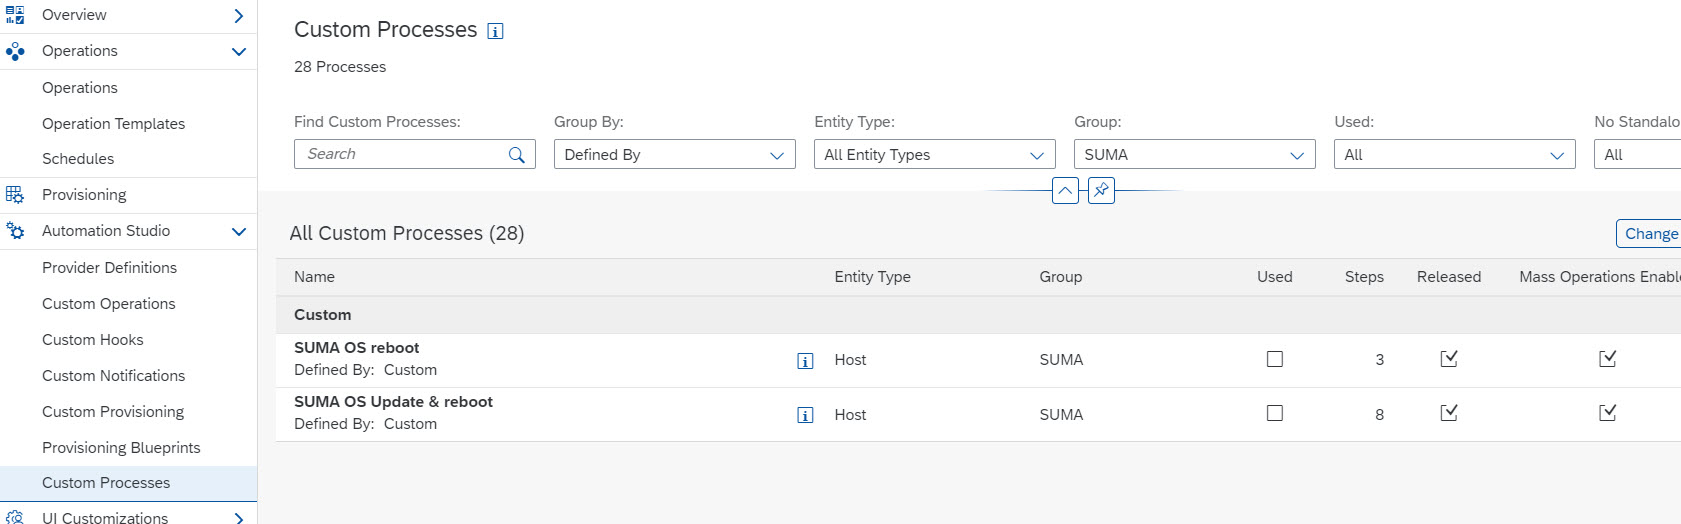 Overview
Operations
Operations
Operation Templates
Schedules
Provisioning
Automation Studio
Provider Definitions
Custom Operations
Custom Hooks
Custom Notifications
Custom Provisioning
Provisioning Blueprints
Custom Processes
UI Customizations
Custom Processes
28 Processes
Find Custom Processes: Group By: Entity Type: Group: Used: No Standalo
Search Defined By All Entity Types SUMA All All
All Custom Processes (28) Change
Name Entity Type Group Used Steps Released Mass Operations Enable
Custom
SUMA OS reboot
Defined By: Custom Host SUMA 3
SUMA OS Update & reboot
Defined By: Custom Host SUMA 8